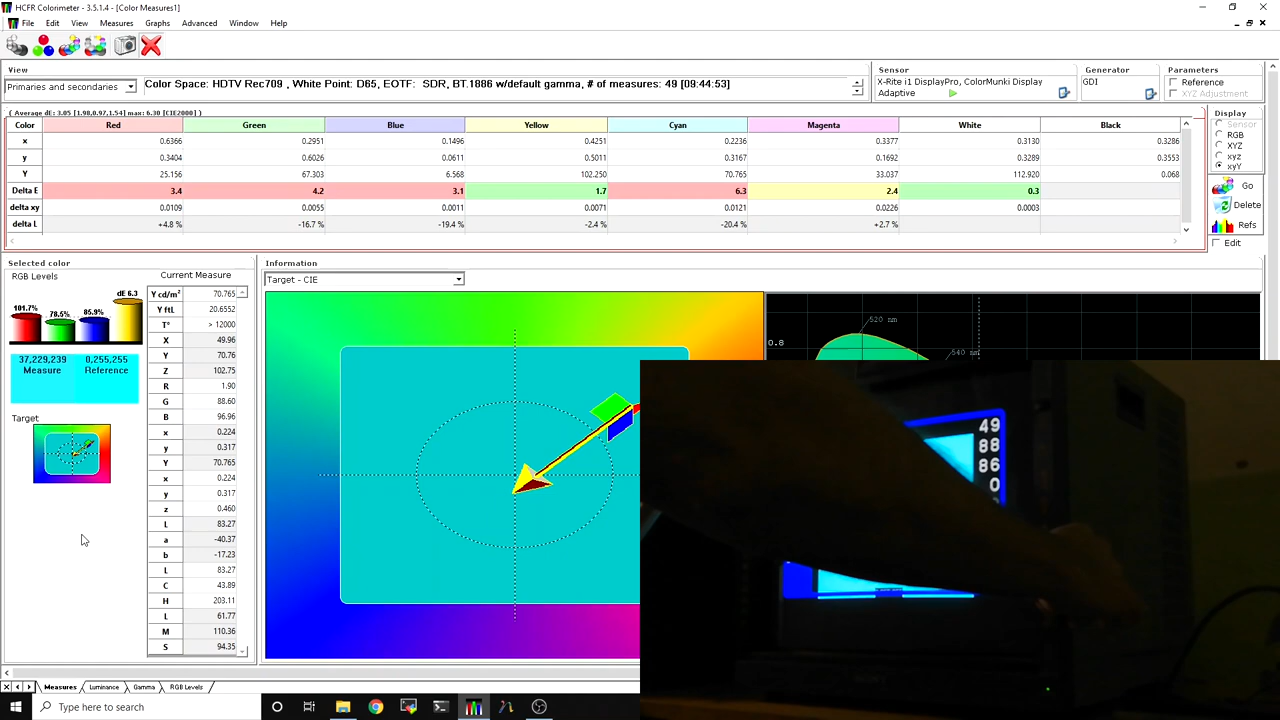 HCFR Colorimeter - 3.5.1.4 - [Color Measures1]
File Edit View Measures Graphs Advanced Window Help
View
Primaries and secondaries
Color Space: HDTV Rec709 , White Point: D65, EOTF: SDR, BT.1886 w/default gamma, # of measures: 49 [09:44:53]
Sensor
X-Rite i1 DisplayPro, ColorMunki Display
Adaptive
Generator
GDI
Parameters
Reference
XYZ Adjustment
( Average dE: 3.05 [1.98,0.97,1.54] max: 6.30 [CIE2000] )
Color Red Green Blue Yellow Cyan Magenta White Black
x 0.6366 0.2951 0.1496 0.4251 0.2236 0.3377 0.3130 0.3286
y 0.3404 0.6026 0.0611 0.5011 0.3167 0.1692 0.3289 0.3553
Y 25.156 67.303 6.568 102.250 70.765 33.037 112.920 0.068
Delta E 3.4 4.2 3.1 1.7 6.3 2.4 0.3
delta xy 0.0109 0.0055 0.0011 0.0071 0.0121 0.0226 0.0003
delta L +4.8 % -16.7 % -19.4 % -2.4 % -20.4 % +2.7 %
Display
Sensor
RGB
XYZ
xyz
xyY
Go
Delete
Refs
Edit
Selected color
RGB Levels
dE 6.3
101.7%
78.5%
85.9%
37,229,239
Measure
0,255,255
Reference
Target
Current Measure
Y cd/m² 70.765
Y ftL 20.6552
T° > 12000
X 49.96
Y 70.76
Z 102.75
R 1.90
G 88.60
B 96.96
x 0.224
y 0.317
Y 70.765
x 0.224
y 0.317
z 0.460
L 83.27
a -40.37
b -17.23
L 83.27
C 43.89
H 203.11
L 61.77
M 110.36
S 94.35
Information
Target - CIE
520 nm
540 nm
0.8
49
88
86
0
Measures Luminance Gamma RGB Levels
Type here to search